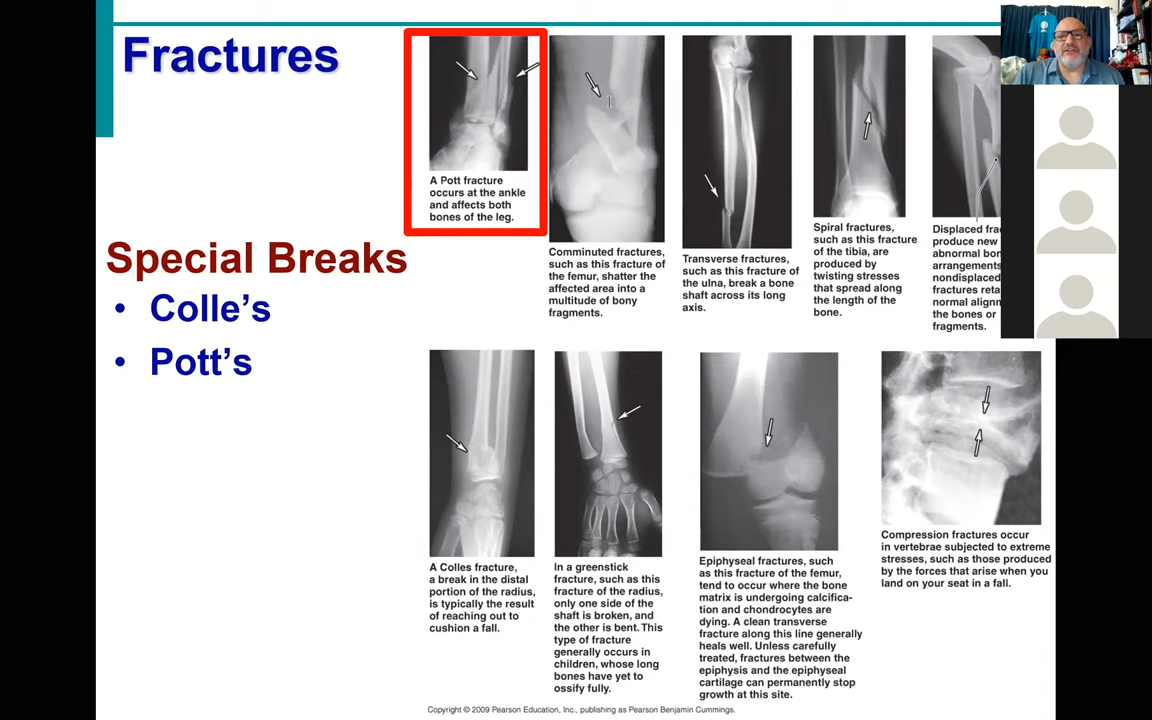 Fractures
Special Breaks
• Colle’s
• Pott’s
A Pott fracture
occurs at the ankle
and affects both
bones of the leg.
Comminuted fractures,
such as this fracture of
the femur, shatter the
affected area into a
multitude of bony
fragments.
Transverse fractures,
such as this fracture of
the ulna, break a bone
shaft across its long
axis.
Spiral fractures,
such as this fracture
of the tibia, are
produced by
twisting stresses
that spread along
the length of the
bone.
Displaced
produce new
abnormal
arrangements
nondisplaced
fractures
normal
the bones or
fragments.
A Colles fracture,
a break in the distal
portion of the radius,
is typically the result
of reaching out to
cushion a fall.
In a greenstick
fracture, such as this
fracture of the radius,
only one side of the
shaft is broken, and
the other is bent. This
type of fracture
generally occurs in
children, whose long
bones have yet to
ossify fully.
Epiphyseal fractures, such
as this fracture of the femur,
tend to occur where the bone
matrix is undergoing calcifica-
tion and chondrocytes are
dying. A clean transverse
fracture along this line generally
heals well. Unless carefully
treated, fractures between the
epiphysis and the epiphyseal
cartilage can permanently stop
growth at this site.
Compression fractures occur
in vertebrae subjected to extreme
stresses, such as those produced
by the forces that arise when you
land on your seat in a fall.
Copyright © 2009 Pearson Education, Inc., publishing as Pearson Benjamin Cummings.